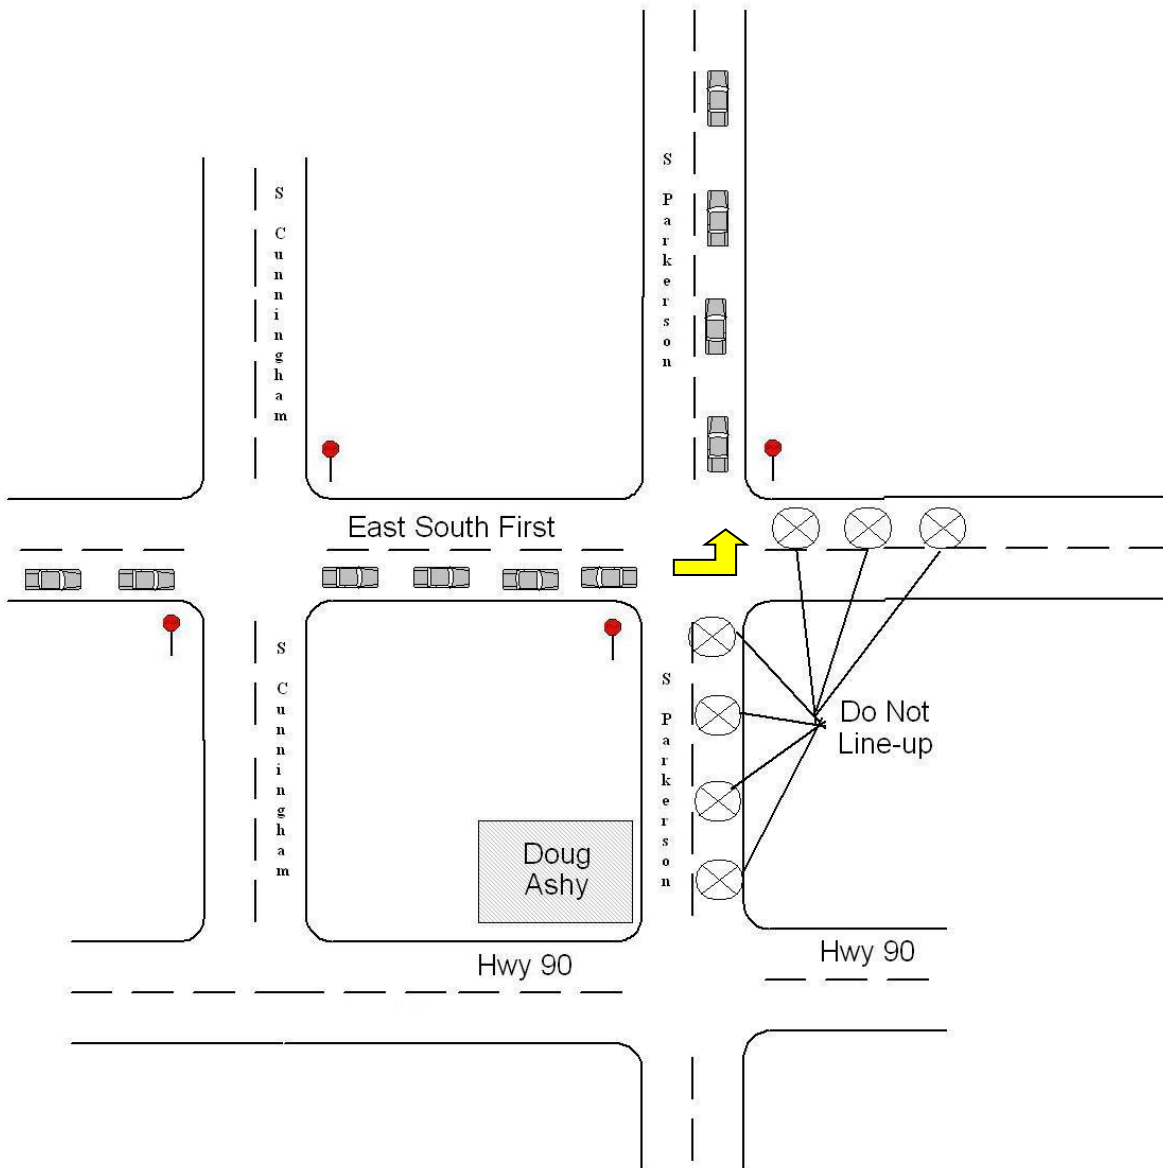 S Cunningham
S Parkerson
East South First
S Cunningham
S Parkerson
Do Not
Line-up
Doug
Ashy
Hwy 90
Hwy 90